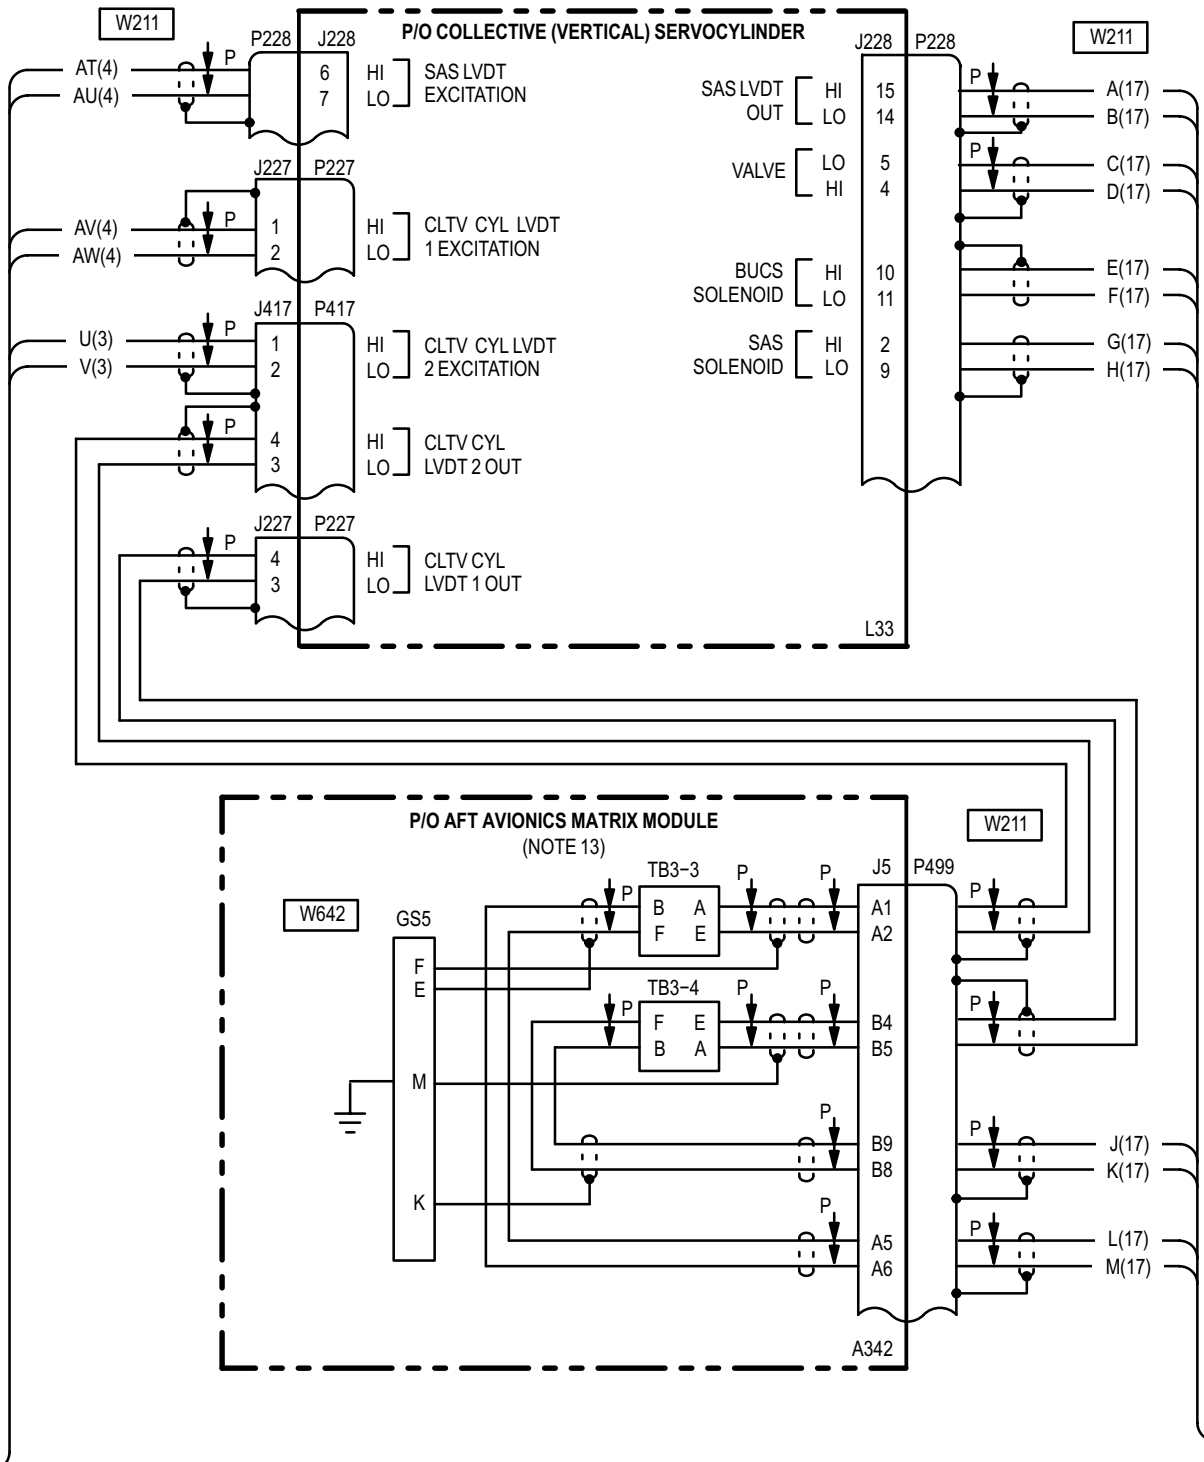 W211
P/O COLLECTIVE (VERTICAL) SERVOCYLINDER
W211
P228 J228
J228 P228
AT(4) P 6 HI SAS LVDT
AU(4) 7 LO EXCITATION
SAS LVDT HI 15 P A(17)
OUT LO 14 B(17)
J227 P227
VALVE LO 5 P C(17)
HI 4 D(17)
AV(4) P 1 HI CLTV CYL LVDT
AW(4) 2 LO 1 EXCITATION
BUCS HI 10 E(17)
SOLENOID LO 11 F(17)
J417 P417
U(3) P 1 HI CLTV CYL LVDT
V(3) 2 LO 2 EXCITATION
SAS HI 2 G(17)
SOLENOID LO 9 H(17)
P 4 HI CLTV CYL
3 LO LVDT 2 OUT
J227 P227
P 4 HI CLTV CYL
3 LO LVDT 1 OUT
L33
P/O AFT AVIONICS MATRIX MODULE
(NOTE 13)
W211
W642
GS5
TB3−3
J5 P499
P B A P P A1 P
F E A2
F
E
TB3−4
P F E P P B4 P
B A B5
M
P B9 P J(17)
B8 K(17)
K
P A5 P L(17)
A6 M(17)
A342